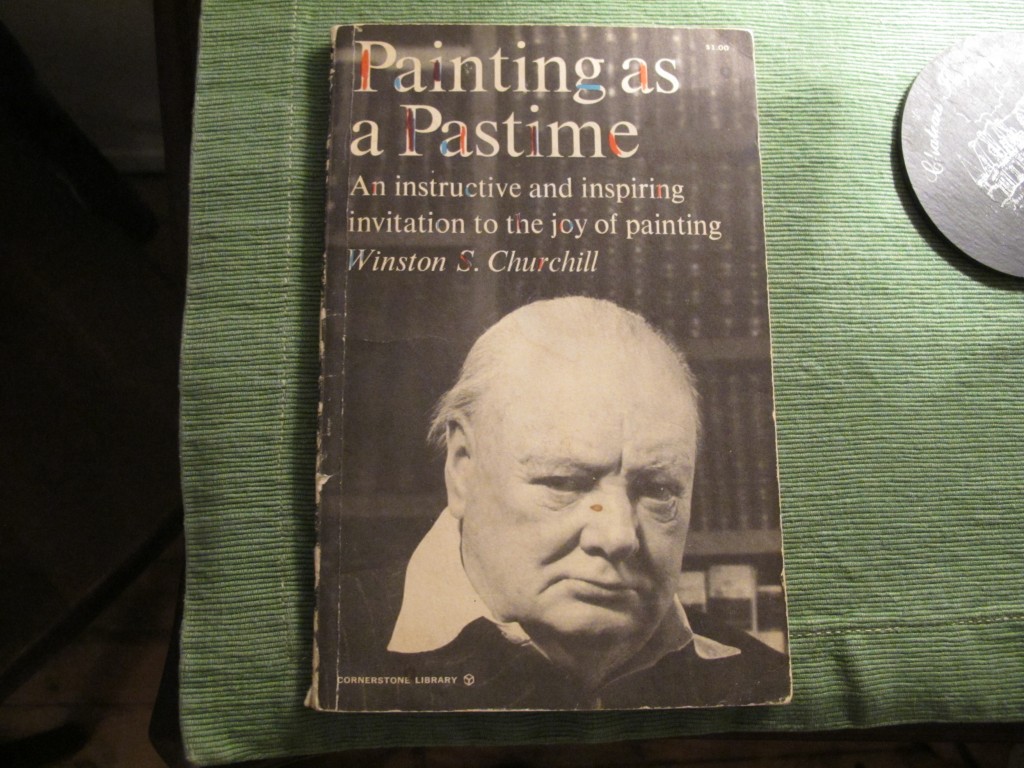 $1.00
Painting as
a Pastime
An instructive and inspiring
invitation to the joy of painting
Winston S. Churchill
CORNERSTONE LIBRARY